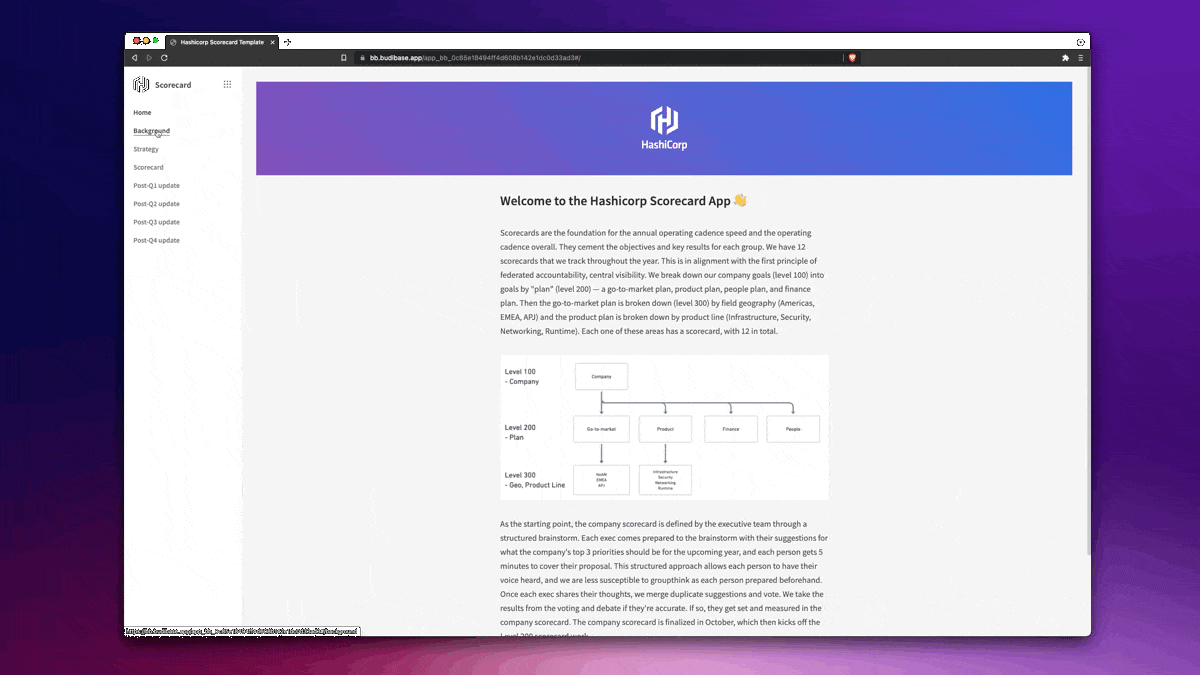 Hashicorp Scorecard Template
bb.budibase.app/app_bb_0c86e18494ff4d608b142e1dc0d33ad3#/
Scorecard
Home
Background
Strategy
Scorecard
Post-Q1 update
Post-Q2 update
Post-Q3 update
Post-Q4 update
HashiCorp
Welcome to the Hashicorp Scorecard App 👋
Scorecards are the foundation for the annual operating cadence speed and the operating
cadence overall. They cement the objectives and key results for each group. We have 12
scorecards that we track throughout the year. This is in alignment with the first principle of
federated accountability, central visibility. We break down our company goals (level 100) into
goals by "plan" (level 200) — a go-to-market plan, product plan, people plan, and finance
plan. Then the go-to-market plan is broken down (level 300) by field geography (Americas,
EMEA, APJ) and the product plan is broken down by product line (Infrastructure, Security,
Networking, Runtime). Each one of these areas has a scorecard, with 12 in total.
Level 100
- Company
Company
Level 200
- Plan
Go-to-market
Product
Finance
People
Level 300
- Geo, Product Line
NoAM
EMEA
APJ
Infrastructure
Security
Networking
Runtime
As the starting point, the company scorecard is defined by the executive team through a
structured brainstorm. Each exec comes prepared to the brainstorm with their suggestions for
what the company's top 3 priorities should be for the upcoming year, and each person gets 5
minutes to cover their proposal. This structured approach allows each person to have their
voice heard, and we are less susceptible to groupthink as each person prepared beforehand.
Once each exec shares their thoughts, we merge duplicate suggestions and vote. We take the
results from the voting and debate if they're accurate. If so, they get set and measured in the
company scorecard. The company scorecard is finalized in October, which then kicks off the
Level 200 scorecard work.